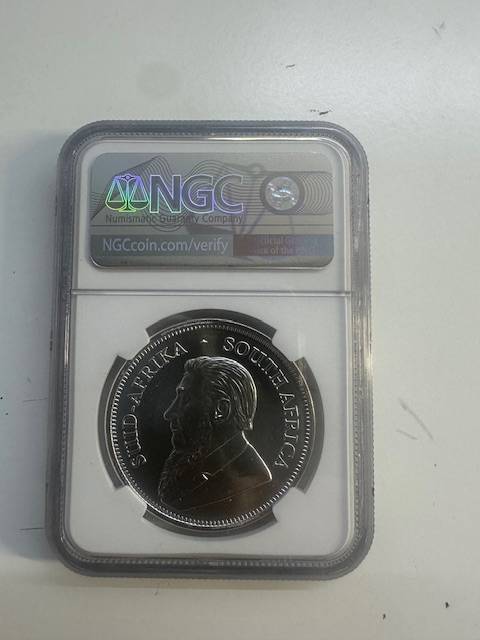 NGC
Numismatic Guaranty Company
NGCcoin.com/verify
SUID-AFRIKA · SOUTH AFRICA